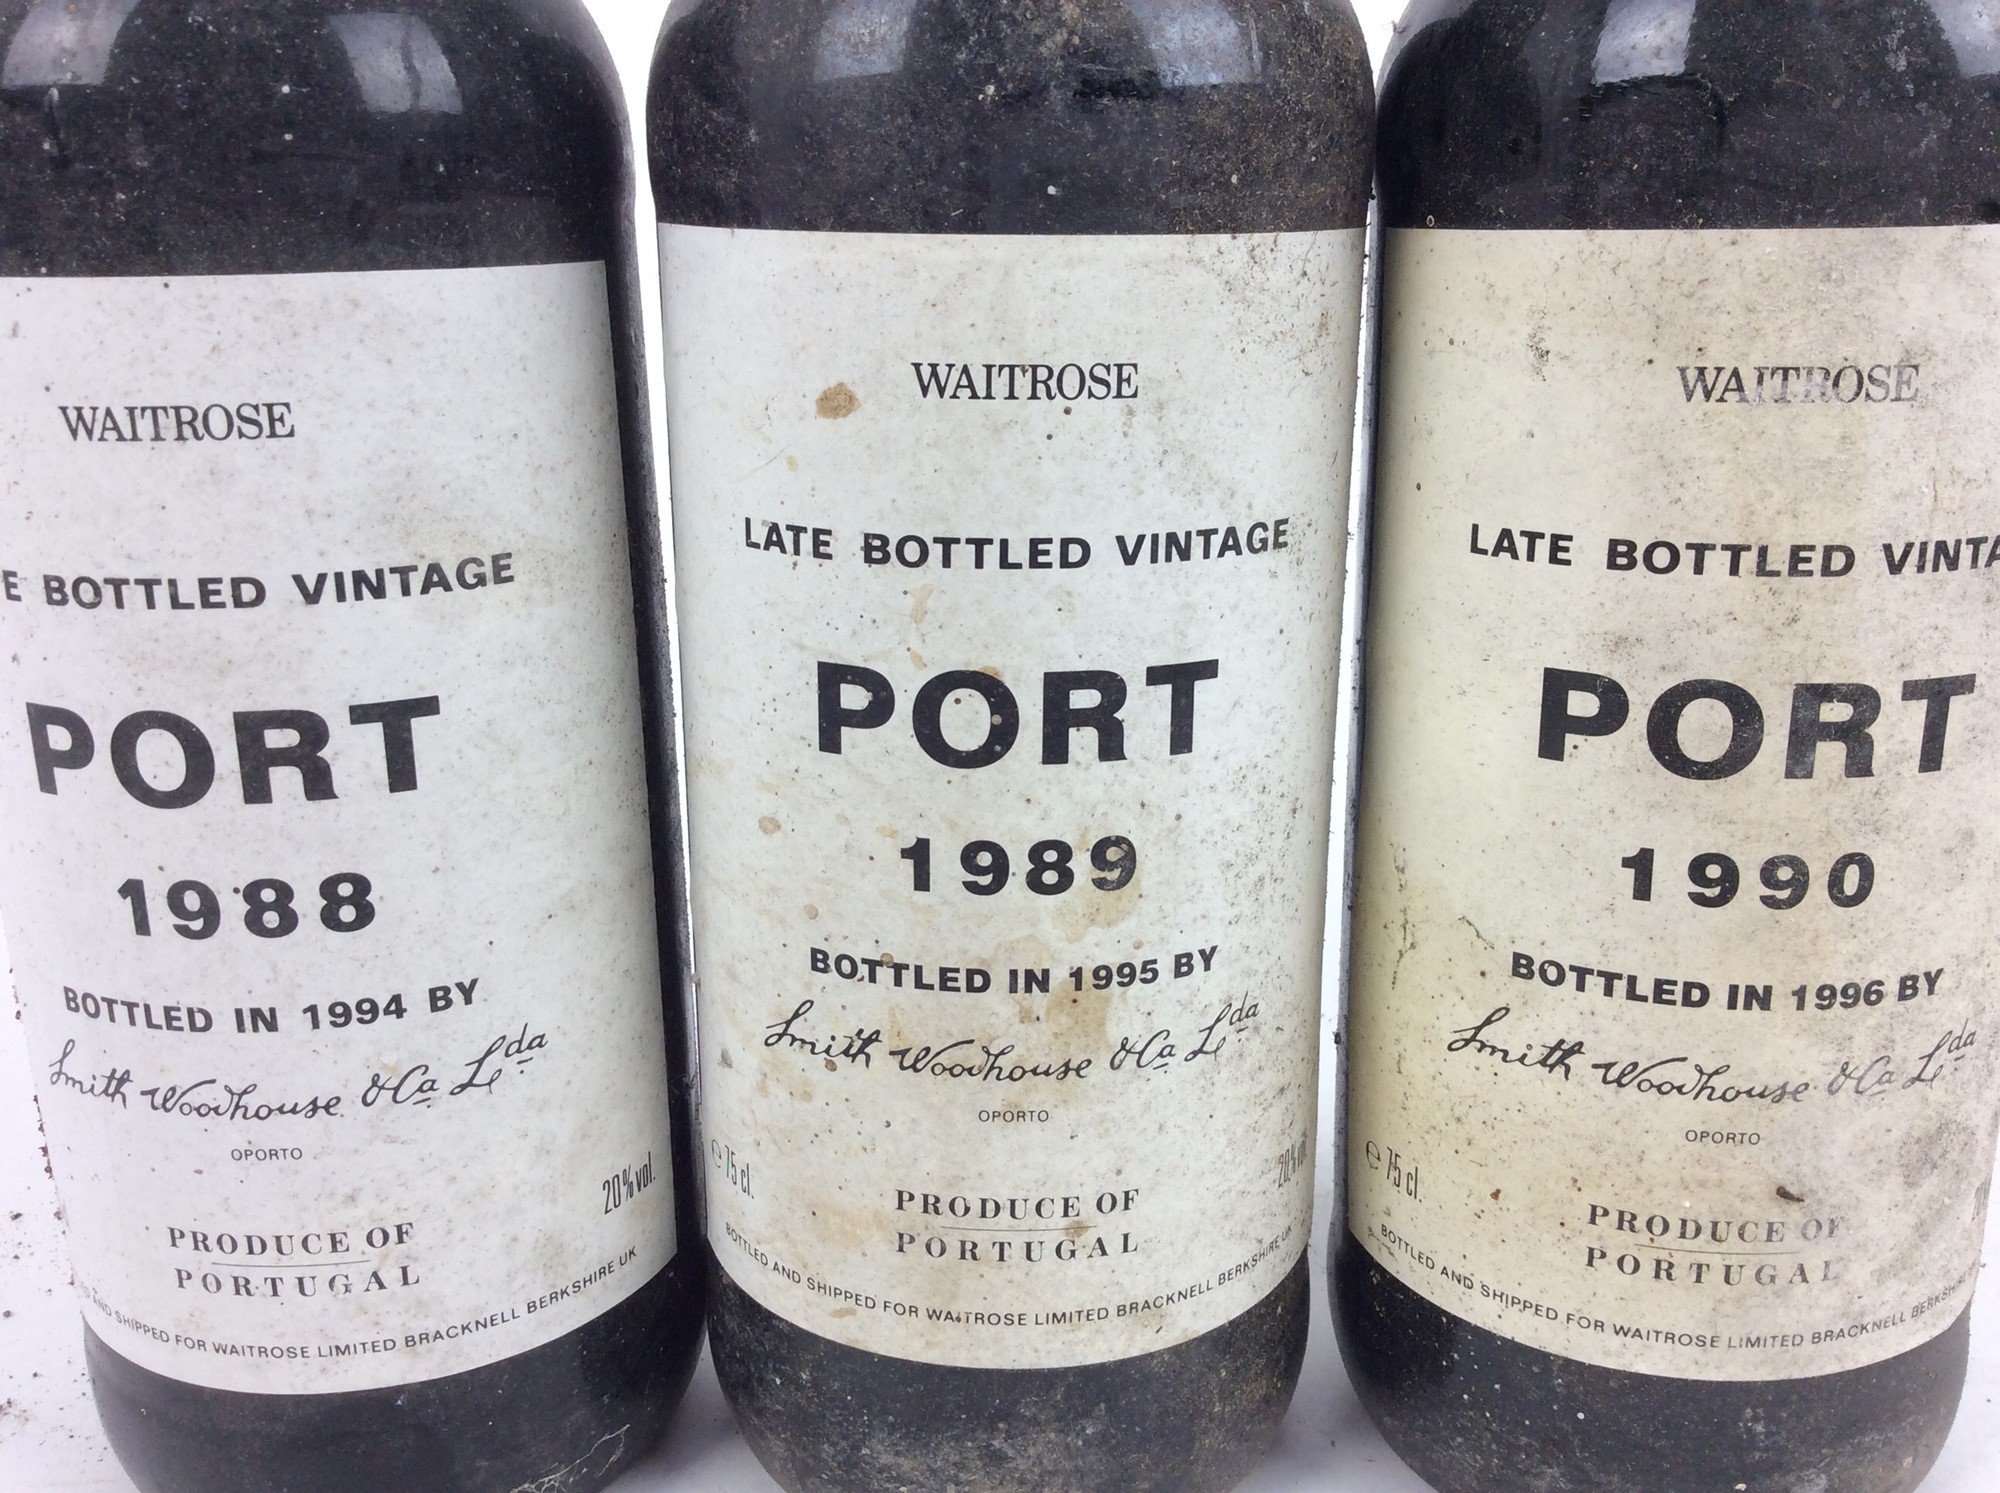 WAITROSE
E BOTTLED VINTAGE
PORT
1988
BOTTLED IN 1994 BY
Smith Woodhouse & Ca Lda
OPORTO
20% vol.
PRODUCE OF
PORTUGAL
AND SHIPPED FOR WAITROSE LIMITED BRACKNELL BERKSHIRE UK
WAITROSE
LATE BOTTLED VINTAGE
PORT
1989
BOTTLED IN 1995 BY
Smith Woodhouse & Ca Lda
OPORTO
e 75 cl.
20% vol.
PRODUCE OF
PORTUGAL
BOTTLED AND SHIPPED FOR WAITROSE LIMITED BRACKNELL BERKSHIRE UK
WAITROSE
LATE BOTTLED VINTA
PORT
1990
BOTTLED IN 1996 BY
Smith Woodhouse & Ca Lda
OPORTO
e 75 cl.
PRODUCE OF
PORTUGAL
BOTTLED AND SHIPPED FOR WAITROSE LIMITED BRACKNELL BERKSH